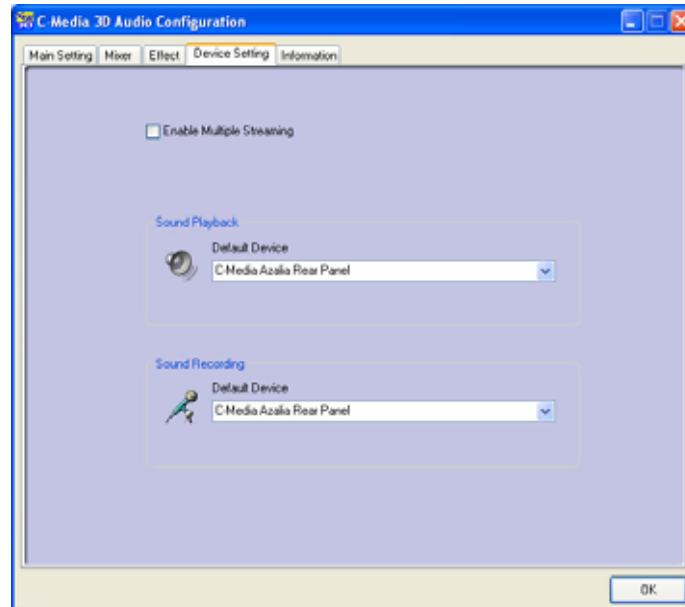 C-Media 3D Audio Configuration
Main Setting Mixer Effect Device Setting Information
Enable Multiple Streaming
Sound Playback
Default Device
C-Media Azalia Rear Panel
Sound Recording
Default Device
C-Media Azalia Rear Panel
OK